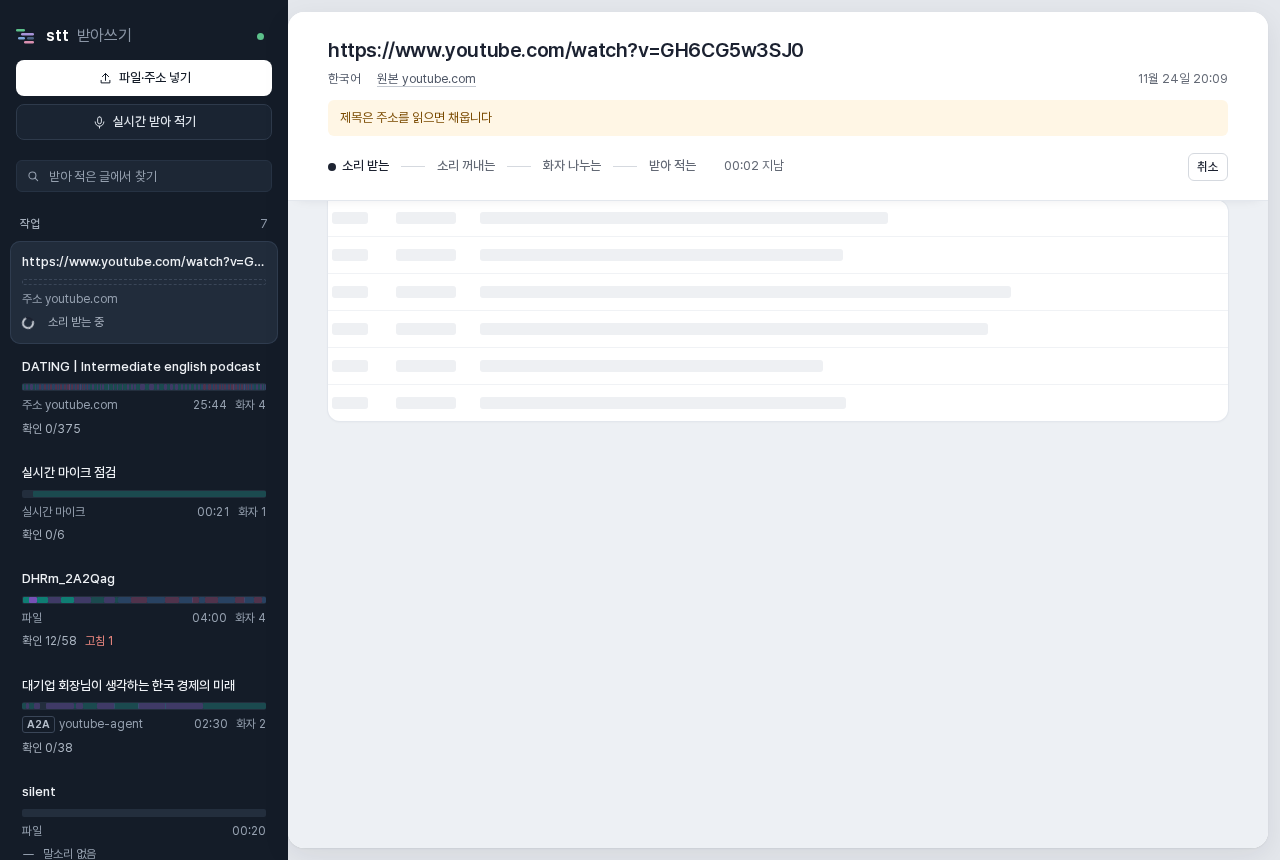 stt 받아쓰기
파일·주소 넣기
실시간 받아 적기
받아 적은 글에서 찾기
작업 7
https://www.youtube.com/watch?v=G...
주소 youtube.com
소리 받는 중
DATING | Intermediate english podcast
주소 youtube.com 25:44 화자 4
확인 0/375
실시간 마이크 점검
실시간 마이크 00:21 화자 1
확인 0/6
DHRm_2A2Qag
파일 04:00 화자 4
확인 12/58 고침 1
대기업 회장님이 생각하는 한국 경제의 미래
A2A youtube-agent 02:30 화자 2
확인 0/38
silent
파일 00:20
— 말소리 없음
https://www.youtube.com/watch?v=GH6CG5w3SJ0
한국어 원본 youtube.com 11월 24일 20:09
제목은 주소를 읽으면 채웁니다
소리 받는 소리 꺼내는 화자 나누는 받아 적는 00:02 지남 취소